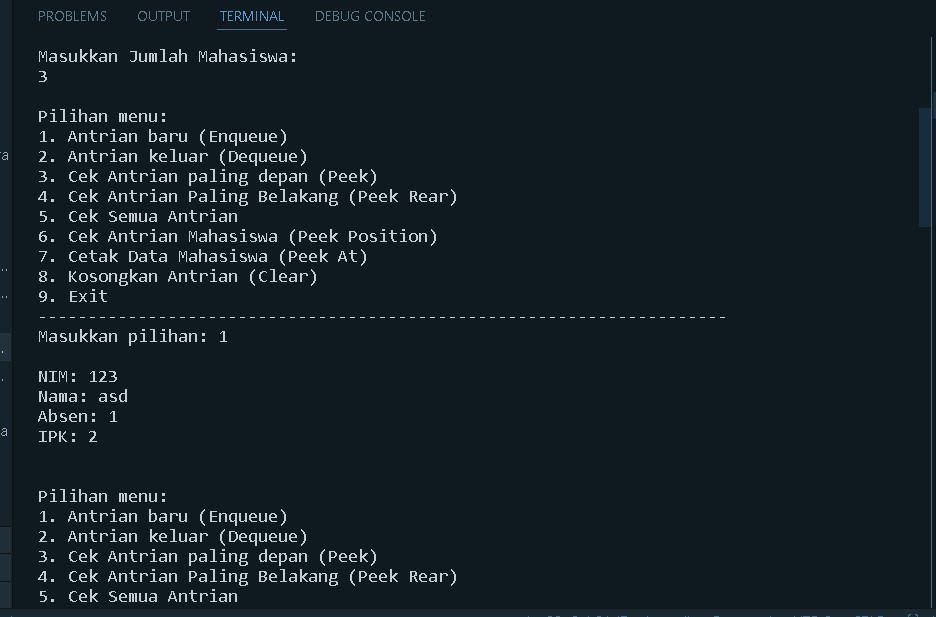 PROBLEMS OUTPUT TERMINAL DEBUG CONSOLE
Masukkan Jumlah Mahasiswa:
3
Pilihan menu:
1. Antrian baru (Enqueue)
2. Antrian keluar (Dequeue)
3. Cek Antrian paling depan (Peek)
4. Cek Antrian Paling Belakang (Peek Rear)
5. Cek Semua Antrian
6. Cek Antrian Mahasiswa (Peek Position)
7. Cetak Data Mahasiswa (Peek At)
8. Kosongkan Antrian (Clear)
9. Exit
---------------------------------------------------------------------
Masukkan pilihan: 1
NIM: 123
Nama: asd
Absen: 1
IPK: 2
Pilihan menu:
1. Antrian baru (Enqueue)
2. Antrian keluar (Dequeue)
3. Cek Antrian paling depan (Peek)
4. Cek Antrian Paling Belakang (Peek Rear)
5. Cek Semua Antrian